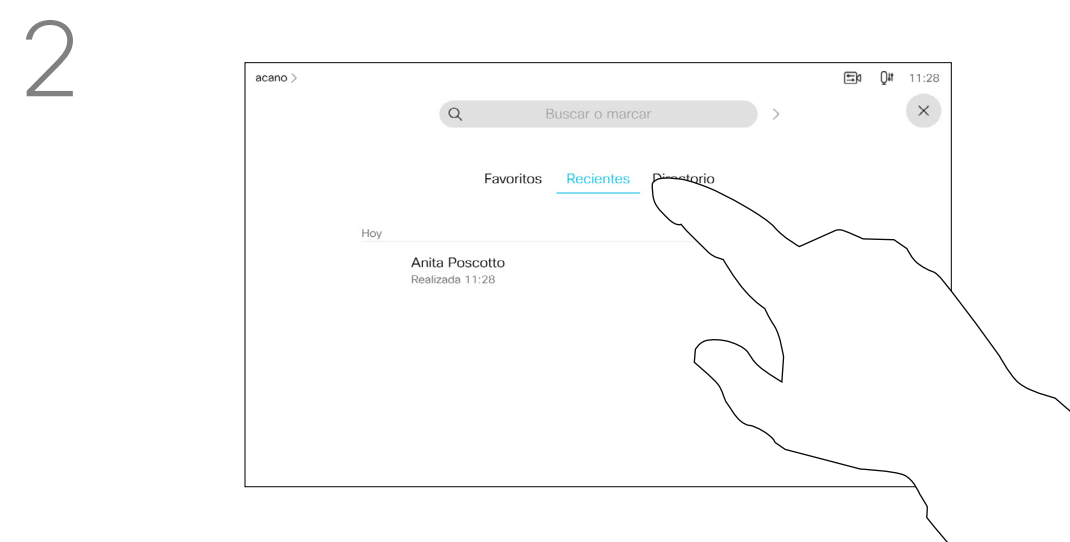 2
acano >
11:28
Buscar o marcar
Favoritos Recientes Directorio
Hoy
Anita Poscotto
Realizada 11:28